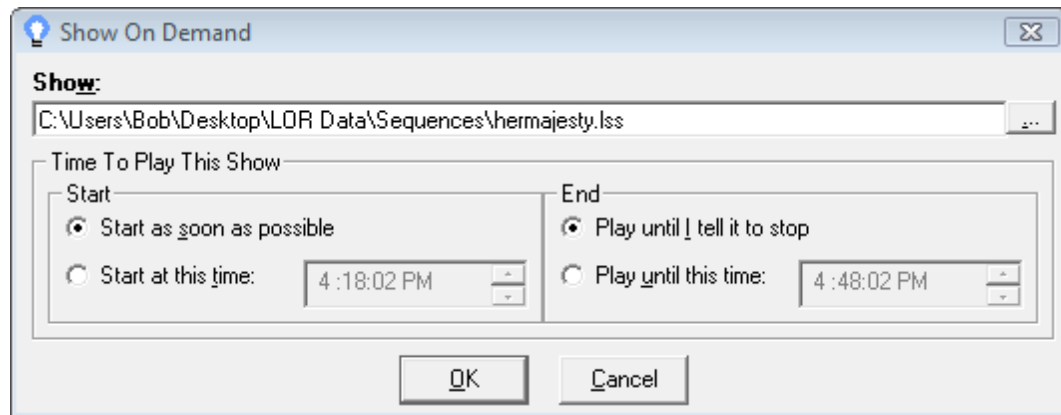 Show On Demand
Show:
C:\Users\Bob\Desktop\LOR Data\Sequences\hermajesty.lss
...
Time To Play This Show
Start
Start as soon as possible
Start at this time:
4 :18:02 PM
End
Play until I tell it to stop
Play until this time:
4 :48:02 PM
OK
Cancel